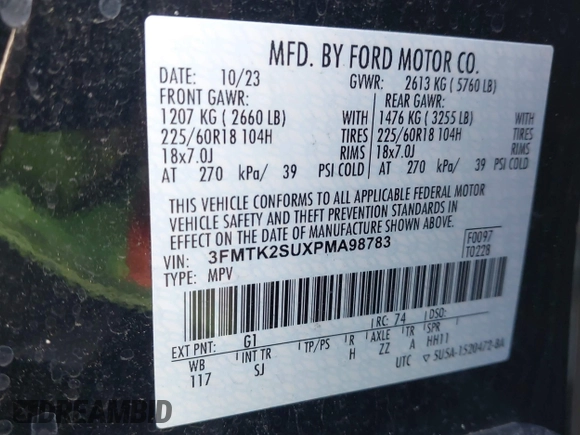 MFD. BY FORD MOTOR CO.
DATE: 10/23 GVWR: 2613 KG ( 5760 LB)
FRONT GAWR: REAR GAWR:
1207 KG ( 2660 LB) WITH 1476 KG ( 3255 LB) WITH
225/60R18 104H TIRES 225/60R18 104H TIRES
18x7.0J RIMS 18x7.0J RIMS
AT 270 kPa/ 39 PSI COLD AT 270 kPa/ 39 PSI COLD
THIS VEHICLE CONFORMS TO ALL APPLICABLE FEDERAL MOTOR
VEHICLE SAFETY AND THEFT PREVENTION STANDARDS IN
EFFECT ON THE DATE OF MANUFACTURE SHOWN ABOVE.
VIN: 3FMTK2SUXPMA98783 F0097
TYPE: MPV T0228
EXT PNT: G1 RC: 74 DSO:
WB INT TR TP/PS R AXLE TR SPR
117 SJ H ZZ A HH11
UTC SU5A-1520472-BA
DREAMBID